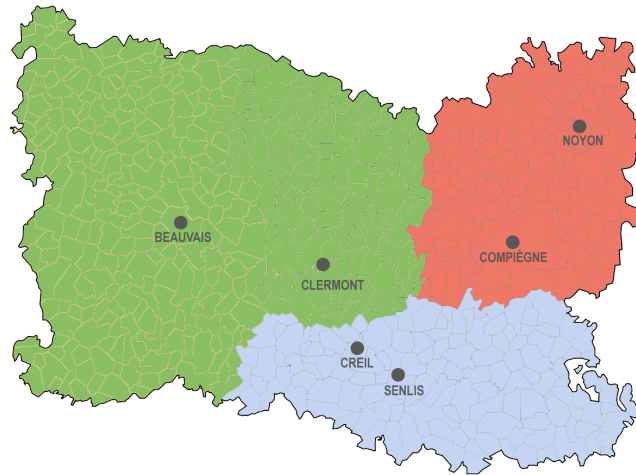 NOYON
BEAUVAIS
COMPIÈGNE
CLERMONT
CREIL
SENLIS